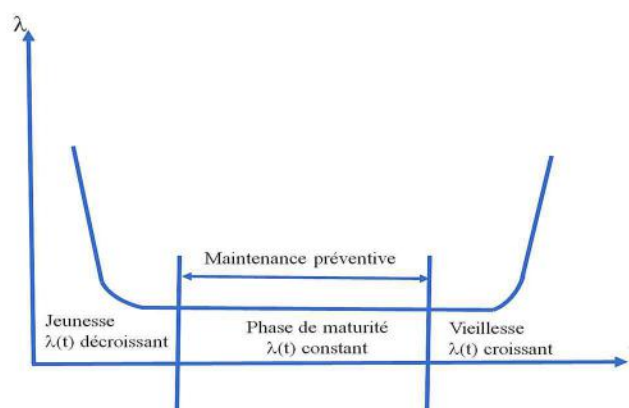 λ
Maintenance préventive
Jeunesse
λ(t) décroissant
Phase de maturité
λ(t) constant
Vieillesse
λ(t) croissant